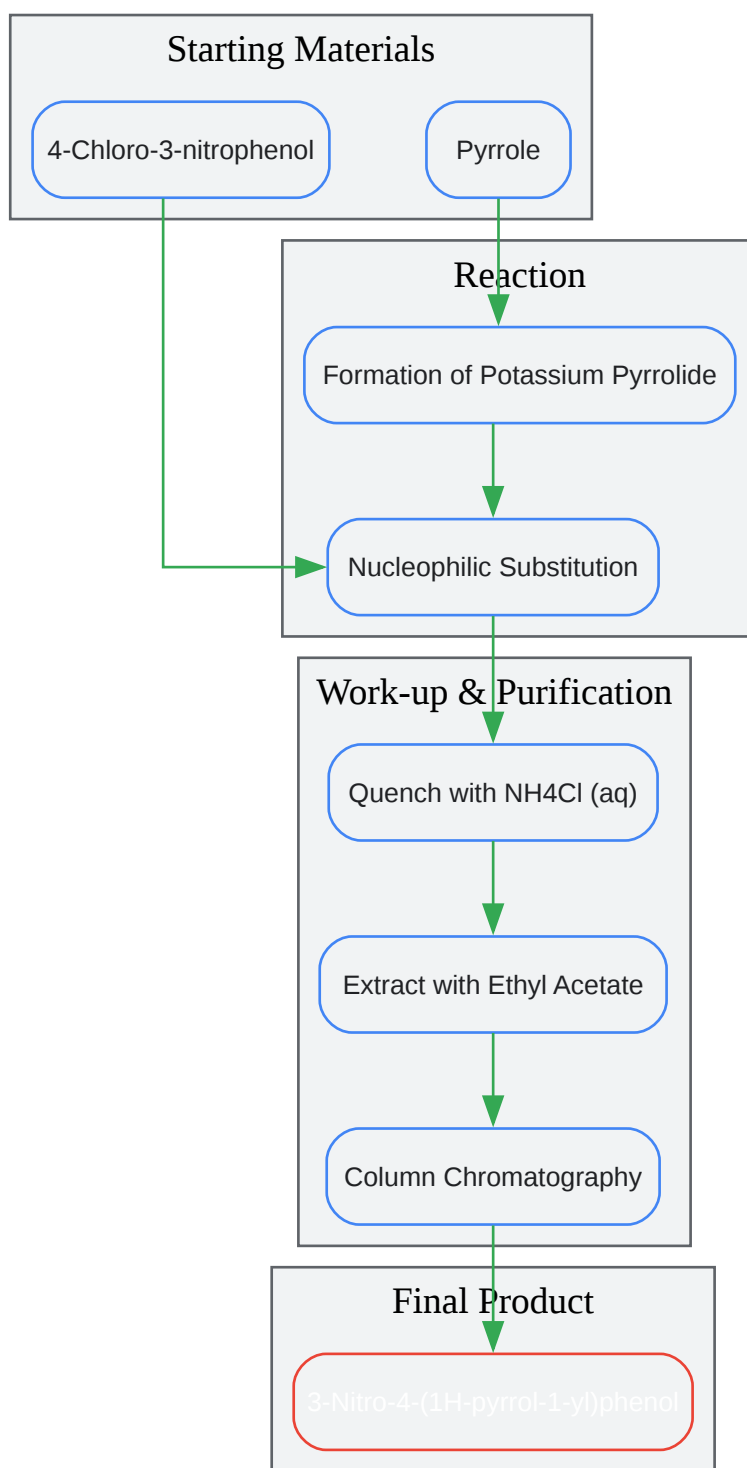 Starting Materials
4-Chloro-3-nitrophenol
Pyrrole
Reaction
Formation of Potassium Pyrrolide
Nucleophilic Substitution
Work-up & Purification
Quench with NH4Cl (aq)
Extract with Ethyl Acetate
Column Chromatography
Final Product
3-Nitro-4-(1H-pyrrol-1-yl)phenol